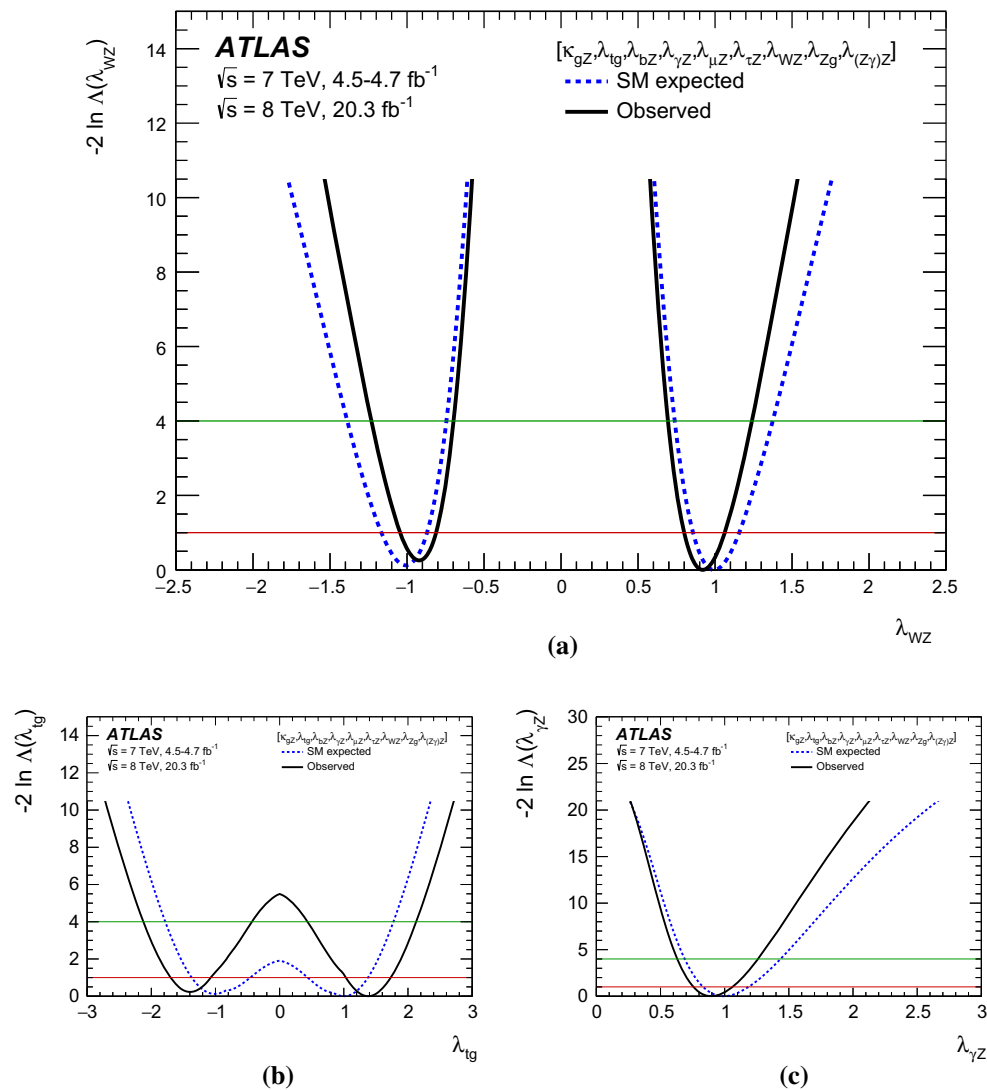 -2 ln Λ(λWZ)
ATLAS
√s = 7 TeV, 4.5-4.7 fb⁻¹
√s = 8 TeV, 20.3 fb⁻¹
[κgZ,λtg,λbZ,λγZ,λμZ,λτZ,λWZ,λZg,λ(Zγ)Z]
SM expected
Observed
14
12
10
8
6
4
2
0
−2.5 −2 −1.5 −1 −0.5 0 0.5 1 1.5 2 2.5
λWZ
(a)
-2 ln Λ(λtg)
ATLAS
√s = 7 TeV, 4.5-4.7 fb⁻¹
√s = 8 TeV, 20.3 fb⁻¹
[κgZ,λtg,λbZ,λγZ,λμZ,λτZ,λWZ,λZg,λ(Zγ)Z]
SM expected
Observed
14
12
10
8
6
4
2
0
−3 −2 −1 0 1 2 3
λtg
(b)
-2 ln Λ(λγZ)
ATLAS
√s = 7 TeV, 4.5-4.7 fb⁻¹
√s = 8 TeV, 20.3 fb⁻¹
[κgZ,λtg,λbZ,λγZ,λμZ,λτZ,λWZ,λZg,λ(Zγ)Z]
SM expected
Observed
30
25
20
15
10
5
0
0 0.5 1 1.5 2 2.5 3
λγZ
(c)